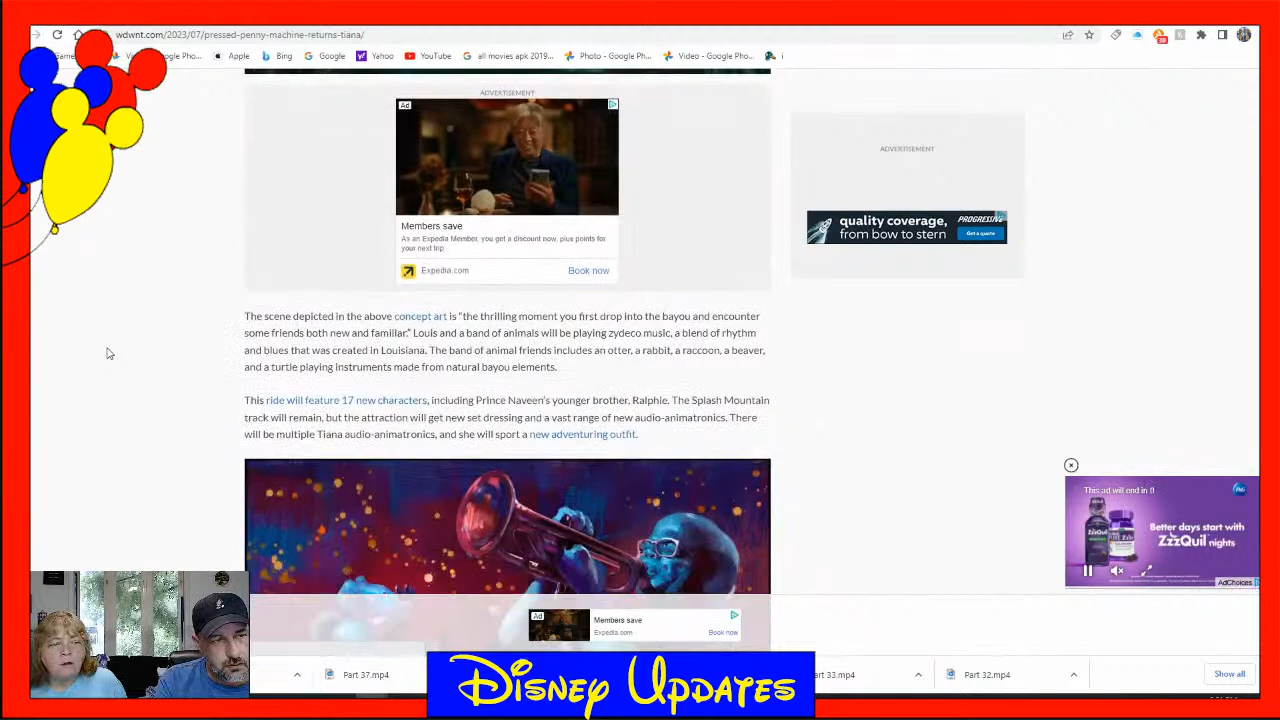 wdwnt.com/2023/07/pressed-penny-machine-returns-tiana/
Apple Bing Google Yahoo YouTube all movies apk 2019... Photo - Google Pho... Video - Google Pho...
ADVERTISEMENT
Ad
Members save
As an Expedia Member, you get a discount now, plus points for
your next trip.
Expedia.com Book now
ADVERTISEMENT
quality coverage, PROGRESSIVE
from bow to stern Get a quote
The scene depicted in the above concept art is “the thrilling moment you first drop into the bayou and encounter
some friends both new and familiar.” Louis and a band of animals will be playing zydeco music, a blend of rhythm
and blues that was created in Louisiana. The band of animal friends includes an otter, a rabbit, a raccoon, a beaver,
and a turtle playing instruments made from natural bayou elements.
This ride will feature 17 new characters, including Prince Naveen’s younger brother, Ralphie. The Splash Mountain
track will remain, but the attraction will get new set dressing and a vast range of new audio-animatronics. There
will be multiple Tiana audio-animatronics, and she will sport a new adventuring outfit.
This ad will end in 0
P&G
Better days start with
ZzzQuil nights
AdChoices
Ad
Members save
Expedia.com Book now
Part 37.mp4 Part 32.mp4 Show all
Disney Updates